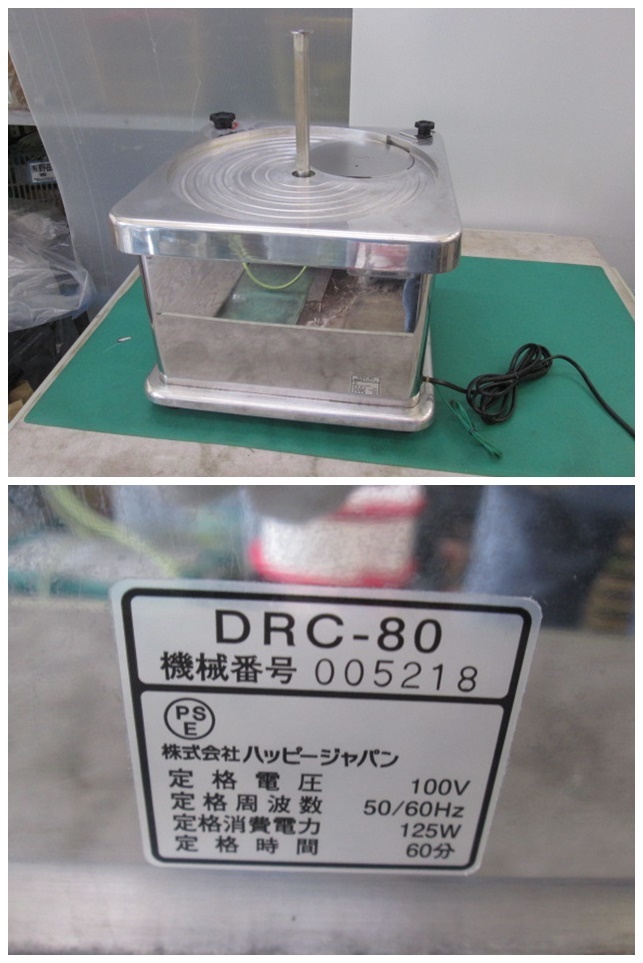 DRC-80
機械番号 005218
PS
E
株式会社ハッピージャパン
定格電圧 100V
定格周波数 50/60Hz
定格消費電力 125W
定格時間 60分